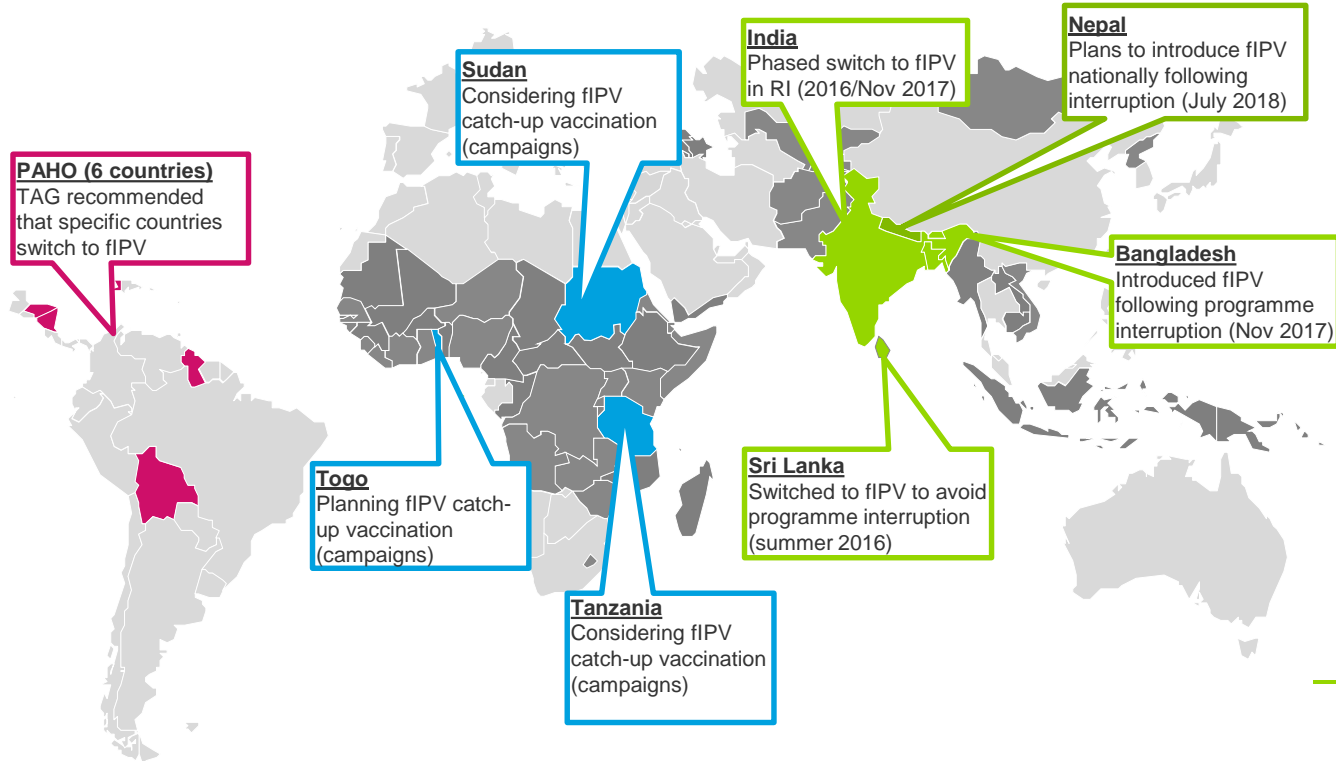 PAHO (6 countries)
TAG recommended
that specific countries
switch to fIPV
Sudan
Considering fIPV
catch-up vaccination
(campaigns)
India
Phased switch to fIPV
in RI (2016/Nov 2017)
Nepal
Plans to introduce fIPV
nationally following
interruption (July 2018)
Bangladesh
Introduced fIPV
following programme
interruption (Nov 2017)
Togo
Planning fIPV catch-
up vaccination
(campaigns)
Tanzania
Considering fIPV
catch-up vaccination
(campaigns)
Sri Lanka
Switched to fIPV to avoid
programme interruption
(summer 2016)